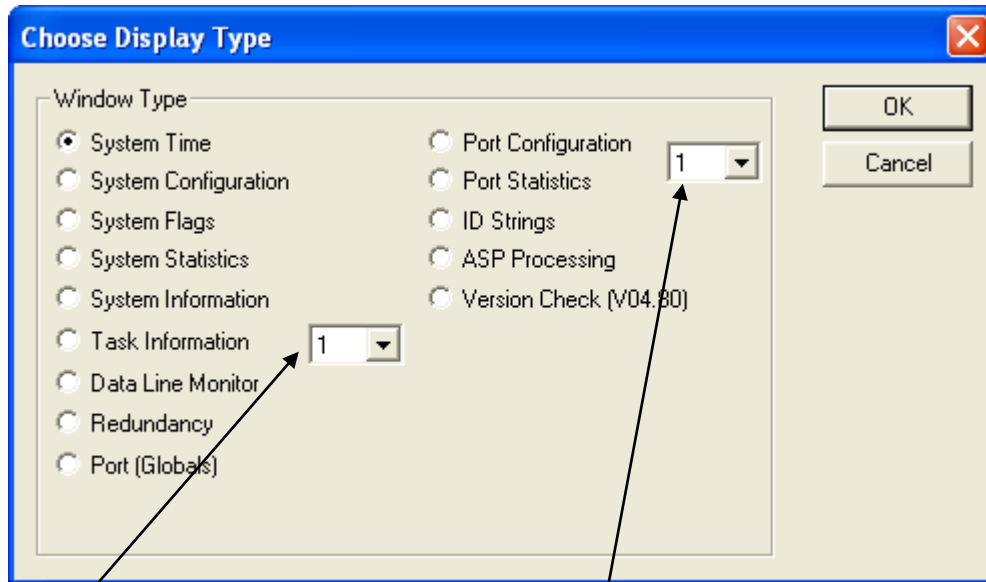 Choose Display Type
Window Type
System Time
System Configuration
System Flags
System Statistics
System Information
Task Information
1
Data Line Monitor
Redundancy
Port (Globals)
Port Configuration
1
Port Statistics
ID Strings
ASP Processing
Version Check (V04.80)
OK
Cancel